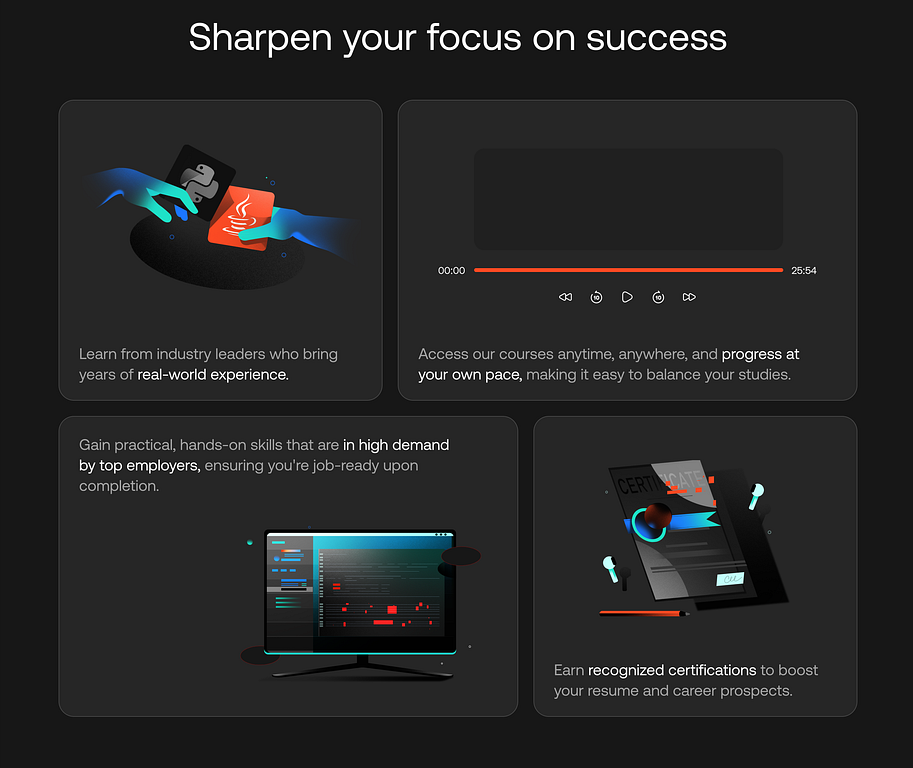 Sharpen your focus on success
Learn from industry leaders who bring
years of real-world experience.
00:00
25:54
10
10
Access our courses anytime, anywhere, and progress at
your own pace, making it easy to balance your studies.
Gain practical, hands-on skills that are in high demand
by top employers, ensuring you're job-ready upon
completion.
CERTIFICATE
Earn recognized certifications to boost
your resume and career prospects.